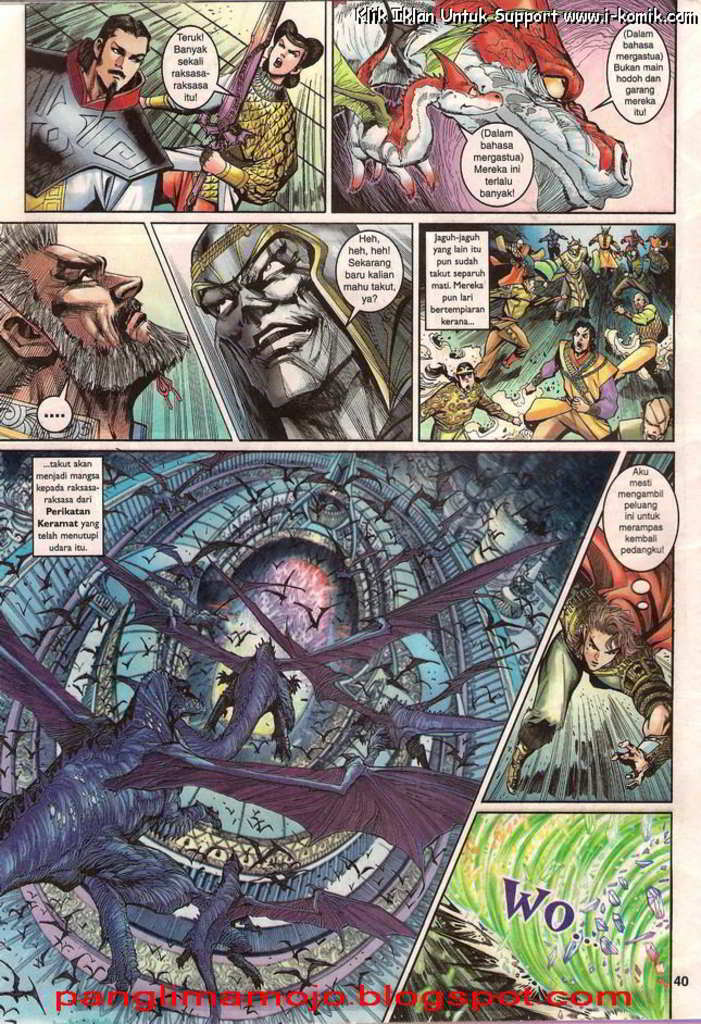 Klik Iklan Untuk Support www.i-komik.com
Teruk!
Banyak
sekali
raksasa-
raksasa
itu!
(Dalam
bahasa
mergastua)
Bukan main
hodoh dan
garang
mereka
itu!
(Dalam
bahasa
mergastua)
Mereka ini
terlalu
banyak!
....
Heh,
heh, heh!
Sekarang
baru kalian
mahu takut,
ya?
Jaguh-jaguh
yang lain itu
pun sudah
takut separuh
mati. Mereka
pun lari
bertempiaran
kerana...
...takut akan
menjadi mangsa
kepada raksasa-
raksasa dari
Perikatan
Keramat yang
telah menutupi
udara itu.
Aku
mesti
mengambil
peluang
ini untuk
merampas
kembali
pedangku!
WO...
40
panglimamojo.blogspot.com